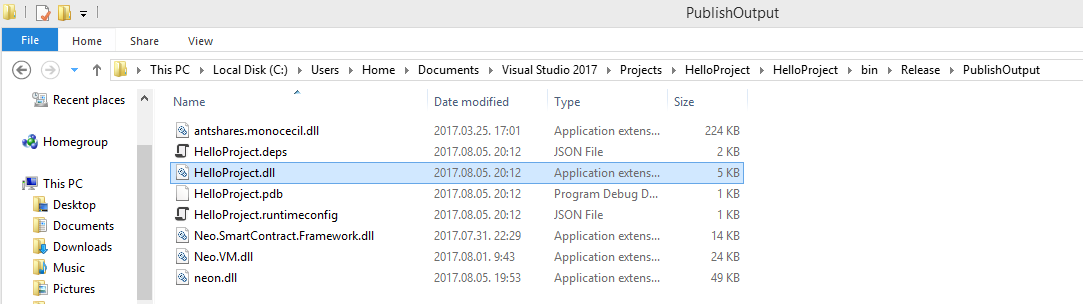 PublishOutput
File Home Share View
This PC Local Disk (C:) Users Home Documents Visual Studio 2017 Projects HelloProject HelloProject bin Release PublishOutput
Recent places
Homegroup
This PC
Desktop
Documents
Downloads
Music
Pictures
Name Date modified Type Size
antshares.monocecil.dll 2017.03.25. 17:01 Application extens... 224 KB
HelloProject.deps 2017.08.05. 20:12 JSON File 2 KB
HelloProject.dll 2017.08.05. 20:12 Application extens... 5 KB
HelloProject.pdb 2017.08.05. 20:12 Program Debug D... 1 KB
HelloProject.runtimeconfig 2017.08.05. 20:12 JSON File 1 KB
Neo.SmartContract.Framework.dll 2017.07.31. 22:29 Application extens... 14 KB
Neo.VM.dll 2017.08.01. 9:43 Application extens... 24 KB
neon.dll 2017.08.05. 19:53 Application extens... 49 KB